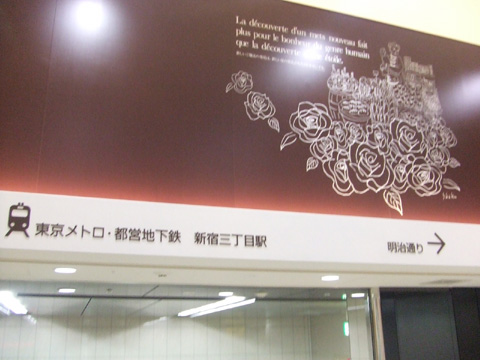 La découverte d'un mets nouveau fait
plus pour le bonheur du genre humain
que la découverte d'une étoile.
東京メトロ・都営地下鉄 新宿三丁目駅
明治通り →